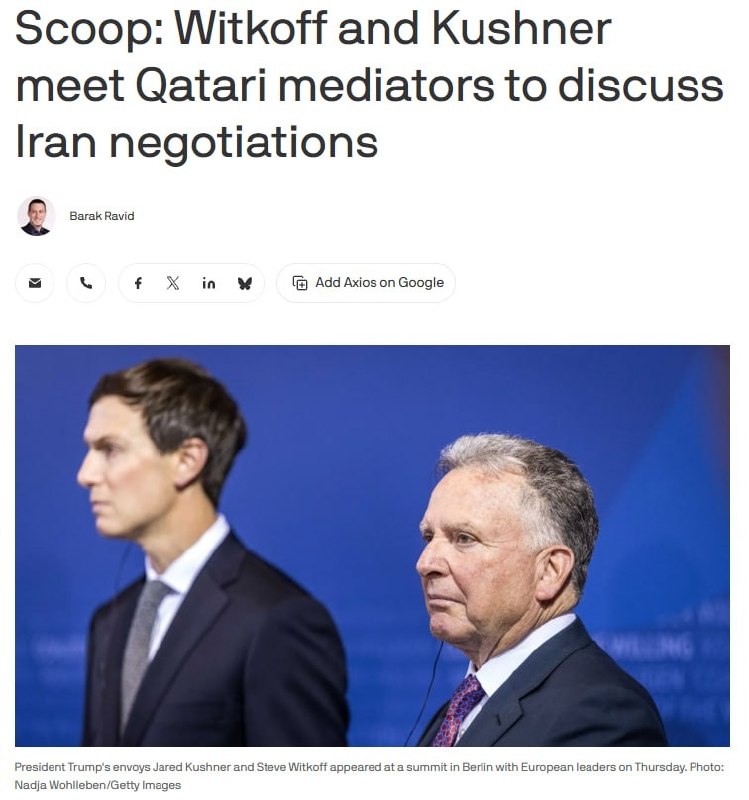 Scoop: Witkoff and Kushner
meet Qatari mediators to discuss
Iran negotiations
Barak Ravid
Add Axios on Google
WILLING
President Trump's envoys Jared Kushner and Steve Witkoff appeared at a summit in Berlin with European leaders on Thursday. Photo:
Nadja Wohlleben/Getty Images